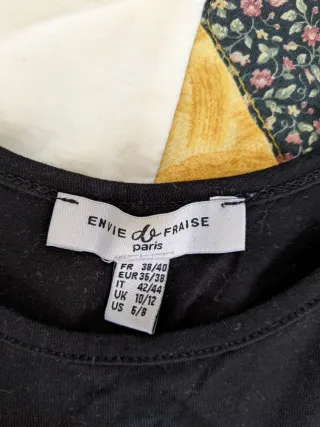 ENVIE de FRAISE
paris
FR 38/40
EUR 36/38
IT 42/44
UK 10/12
US 6/8